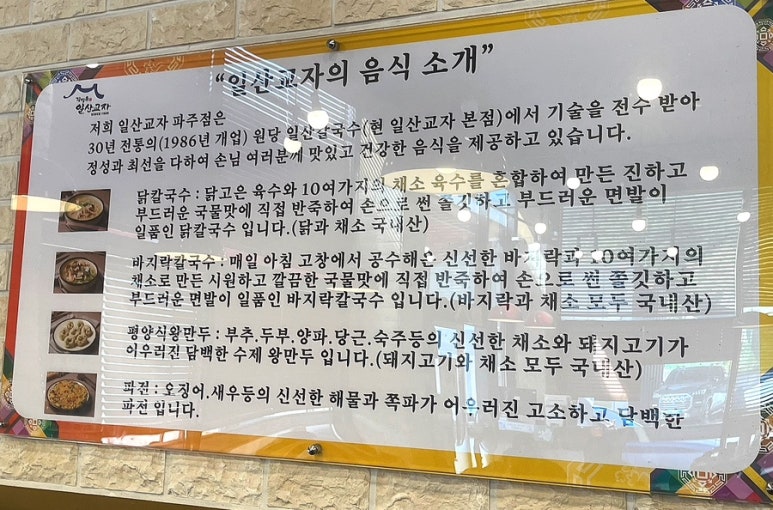 "일산교자의 음식 소개"
일산교자
저희 일산교자 파주점은
30년 전통의(1986년 개업) 원당 일산칼국수(현 일산교자 본점)에서 기술을 전수 받아
정성과 최선을 다하여 손님 여러분께 맛있고 건강한 음식을 제공하고 있습니다.
닭칼국수 : 닭고은 육수와 10여가지의 채소 육수를 혼합하여 만든 진하고
부드러운 국물맛에 직접 반죽하여 손으로 썬 쫄깃하고 부드러운 면발이
일품인 닭칼국수 입니다.(닭과 채소 국내산)
바지락칼국수 : 매일 아침 고창에서 공수해온 신선한 바지락과 10여가지의
채소로 만든 시원하고 깔끔한 국물맛에 직접 반죽하여 손으로 썬 쫄깃하고
부드러운 면발이 일품인 바지락칼국수 입니다.(바지락과 채소 모두 국내산)
평양식왕만두 : 부추.두부.양파.당근.숙주등의 신선한 채소와 돼지고기가
어우러진 담백한 수제 왕만두 입니다.(돼지고기와 채소 모두 국내산)
파전 : 오징어.새우등의 신선한 해물과 쪽파가 어우러진 고소하고 담백한
파전 입니다.